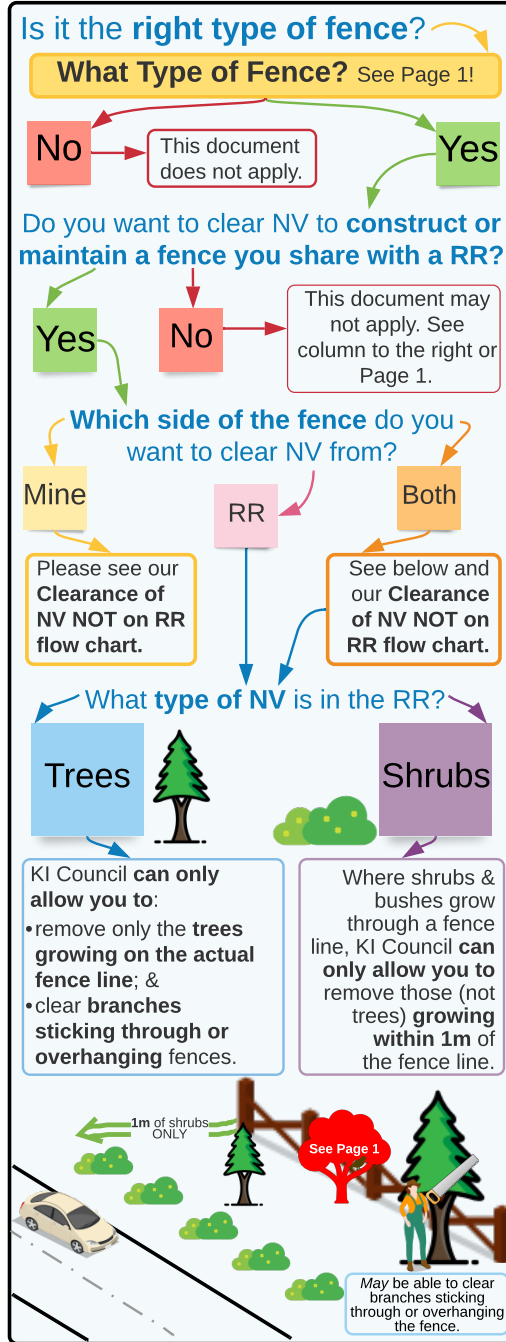 Is it the right type of fence?
What Type of Fence? See Page 1!
No
This document
does not apply.
Yes
Do you want to clear NV to construct or
maintain a fence you share with a RR?
Yes
No
This document may
not apply. See
column to the right or
Page 1.
Which side of the fence do you
want to clear NV from?
Mine
RR
Both
Please see our
Clearance of
NV NOT on RR
flow chart.
See below and
our Clearance
of NV NOT on
RR flow chart.
What type of NV is in the RR?
Trees
Shrubs
KI Council can only
allow you to:
•remove only the trees
growing on the actual
fence line; &
•clear branches
sticking through or
overhanging fences.
Where shrubs &
bushes grow
through a fence
line, KI Council can
only allow you to
remove those (not
trees) growing
within 1m of
the fence line.
1m of shrubs
ONLY
See Page 1
May be able to clear
branches sticking
through or overhanging
the fence.